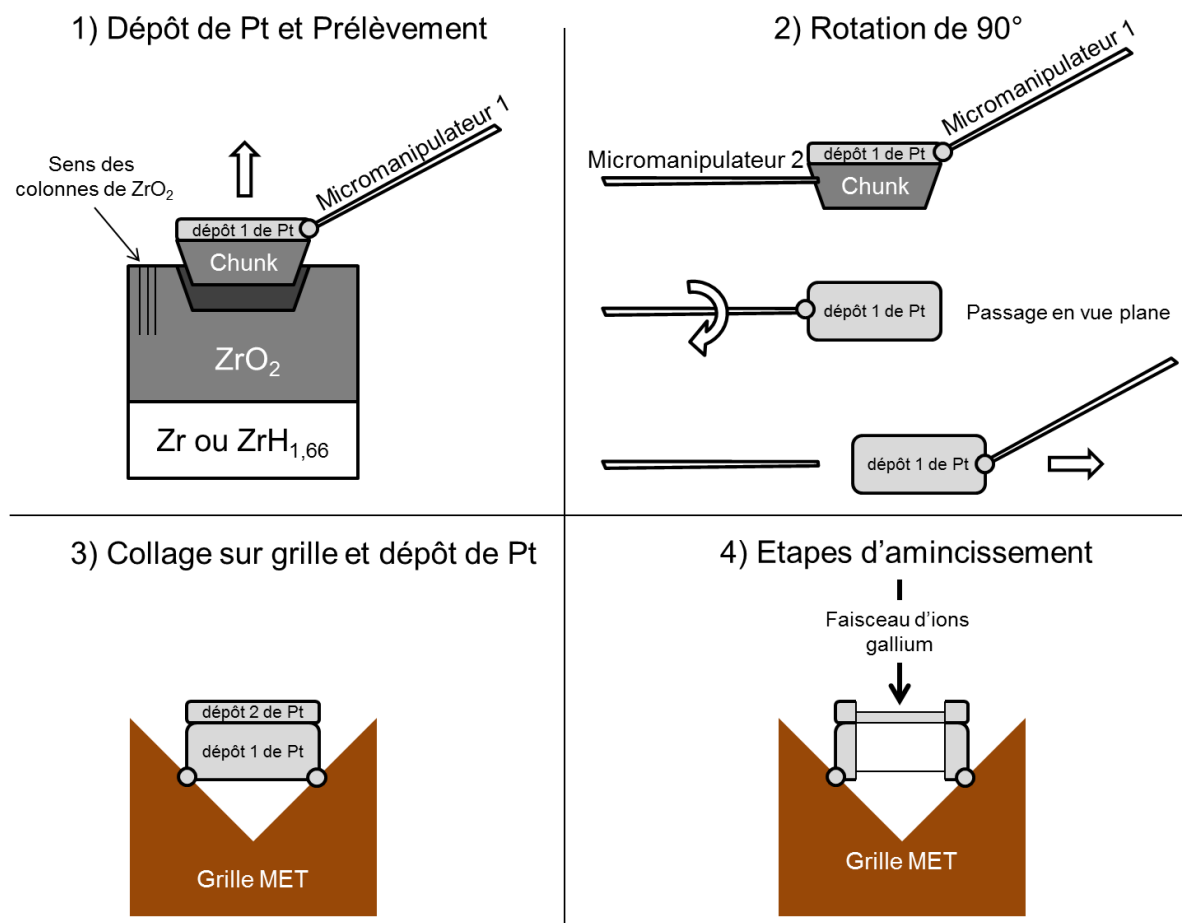 1) Dépôt de Pt et Prélèvement
Sens des
colonnes de ZrO₂
Micromanipulateur 1
dépôt 1 de Pt
Chunk
ZrO₂
Zr ou ZrH₁,₆₆
2) Rotation de 90°
Micromanipulateur 1
Micromanipulateur 2
dépôt 1 de Pt
Chunk
dépôt 1 de Pt
Passage en vue plane
dépôt 1 de Pt
3) Collage sur grille et dépôt de Pt
dépôt 2 de Pt
dépôt 1 de Pt
Grille MET
4) Etapes d’amincissement
Faisceau d’ions
gallium
Grille MET